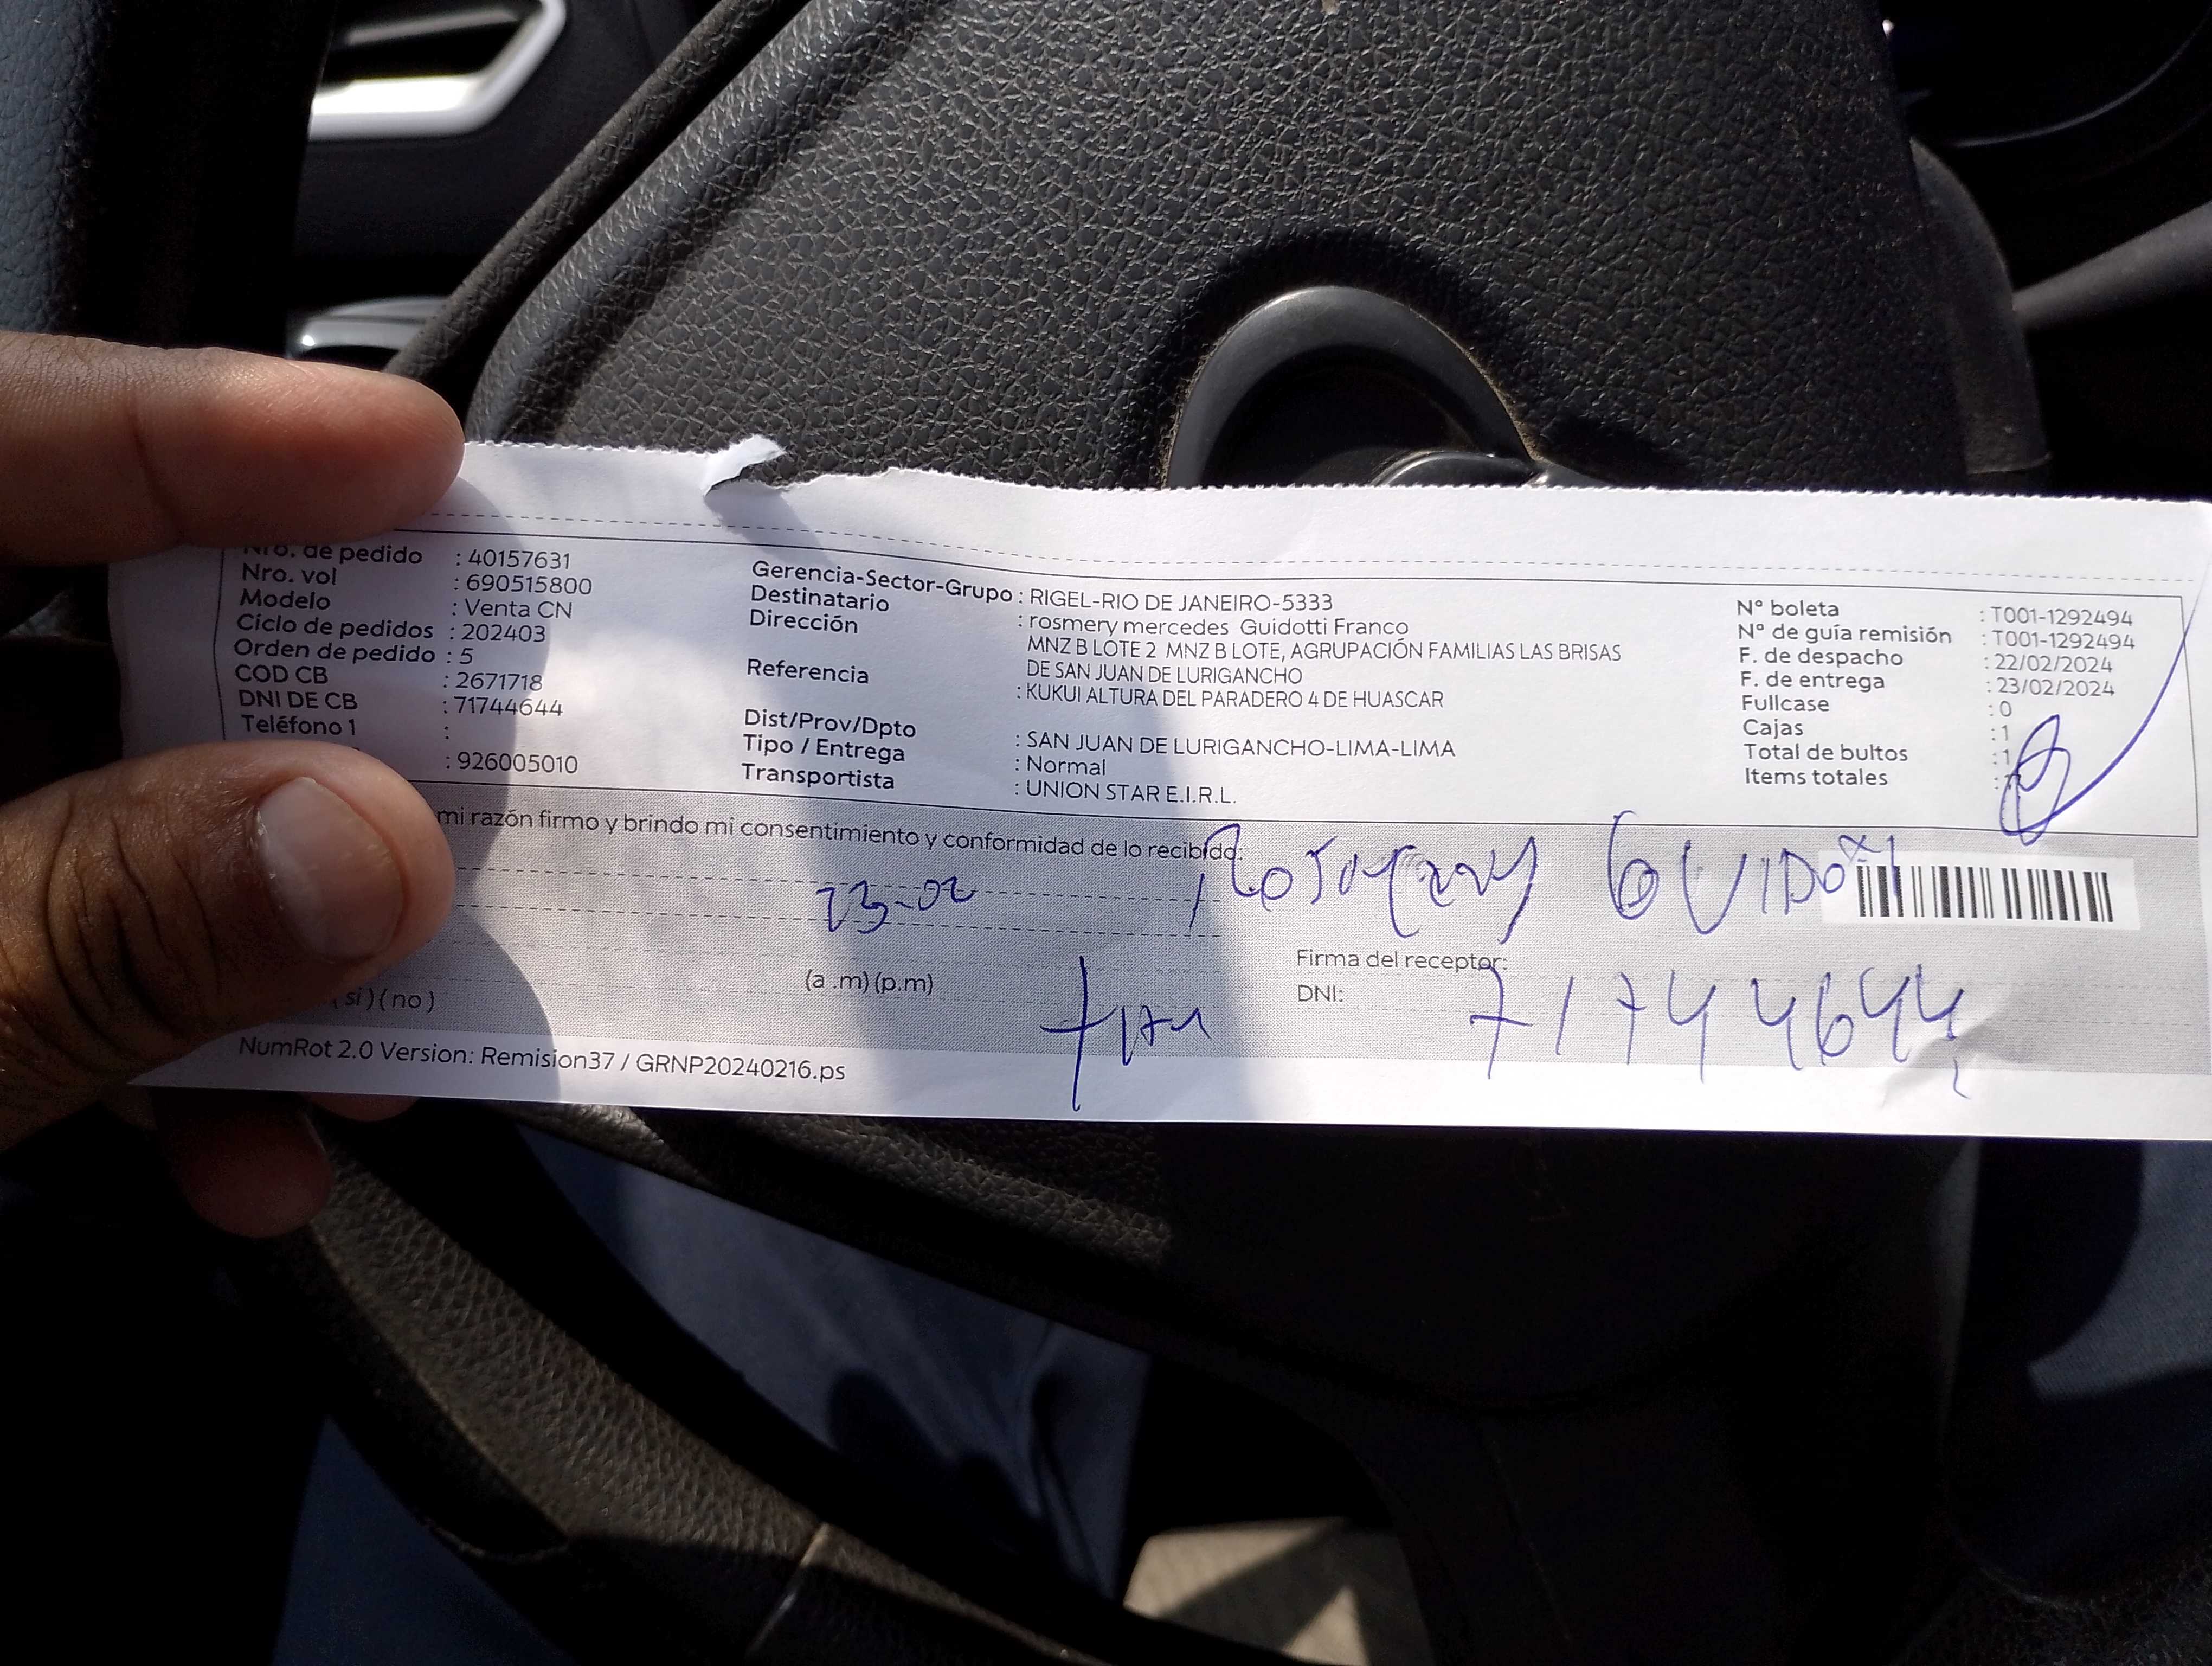 Nro. de pedido : 40157631
Nro. vol : 690515800
Modelo : Venta CN
Ciclo de pedidos : 202403
Orden de pedido : 5
COD CB : 2671718
DNI DE CB : 71744644
Teléfono 1 :
: 926005010
Gerencia-Sector-Grupo : RIGEL-RIO DE JANEIRO-5333
Destinatario : rosmery mercedes Guidotti Franco
Dirección MNZ B LOTE 2 MNZ B LOTE, AGRUPACIÓN FAMILIAS LAS BRISAS
DE SAN JUAN DE LURIGANCHO
Referencia : KUKUI ALTURA DEL PARADERO 4 DE HUASCAR
Dist/Prov/Dpto : SAN JUAN DE LURIGANCHO-LIMA-LIMA
Tipo / Entrega : Normal
Transportista : UNION STAR E.I.R.L.
N° boleta : T001-1292494
N° de guía remisión : T001-1292494
F. de despacho : 22/02/2024
F. de entrega : 23/02/2024
Fullcase : 0
Cajas : 1
Total de bultos : 1
Items totales :
mi razón firmo y brindo mi consentimiento y conformidad de lo recibido:
23-02
(a .m) (p.m)
Firma del receptor:
DNI: 71744644
( si ) ( no )
NumRot 2.0 Version: Remision37 / GRNP20240216.ps